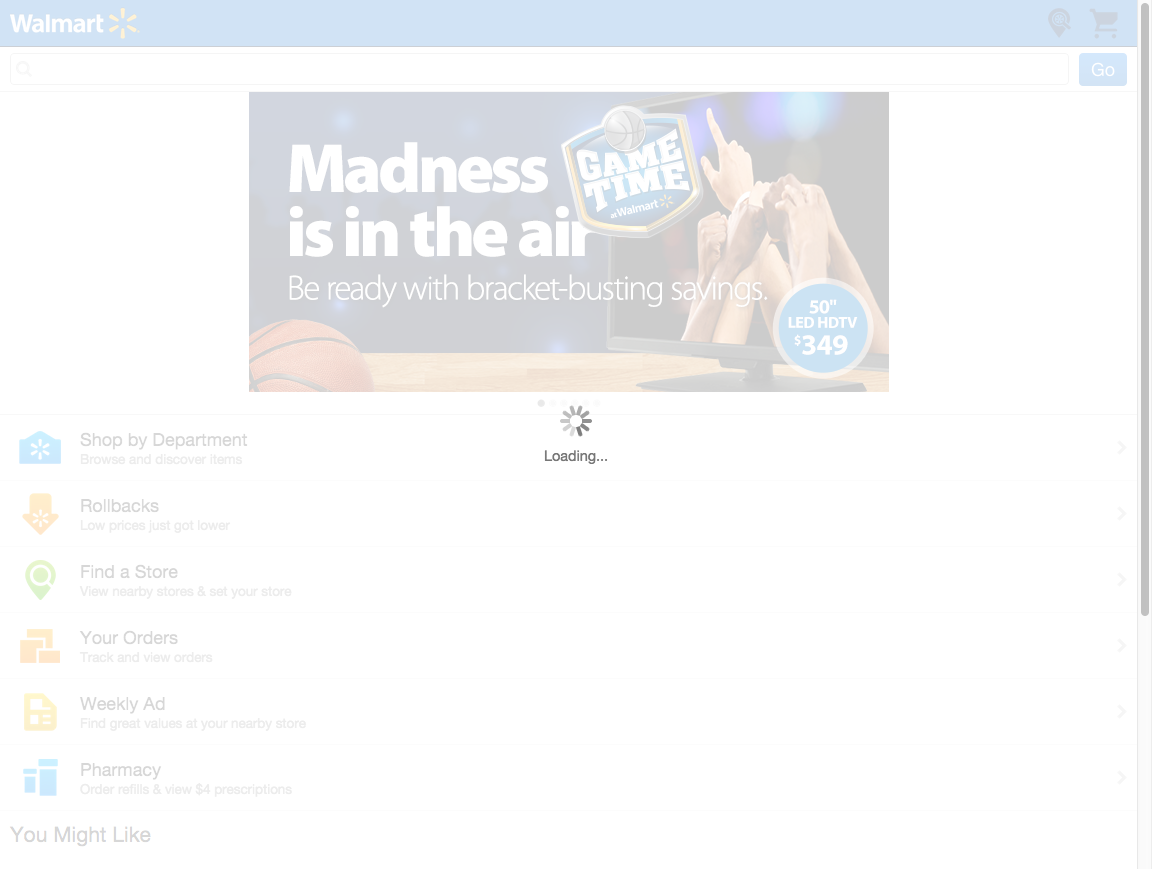 Walmart
Go
Madness
is in the air
Be ready with bracket-busting savings.
GAME
TIME
at Walmart
50"
LED HDTV
$349
Loading...
Shop by Department
Browse and discover items
Rollbacks
Low prices just got lower
Find a Store
View nearby stores & set your store
Your Orders
Track and view orders
Weekly Ad
Find great values at your nearby store
Pharmacy
Order refills & view $4 prescriptions
You Might Like